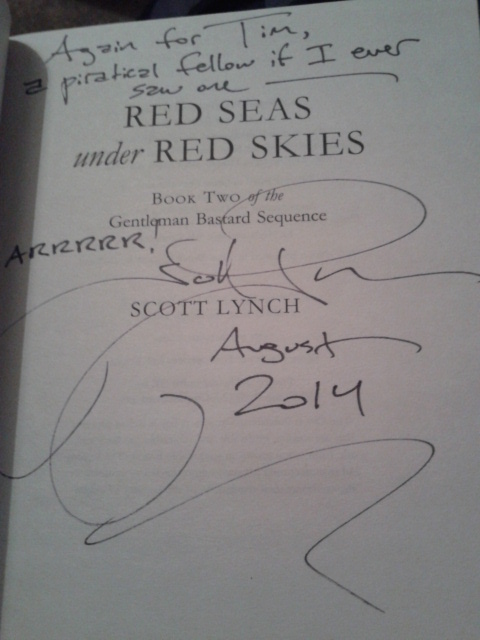 Again for Tim,
a piratical fellow if I ever
saw one
RED SEAS
under RED SKIES
BOOK TWO of the
Gentleman Bastard Sequence
ARRRRR!
SCOTT LYNCH
August
2014